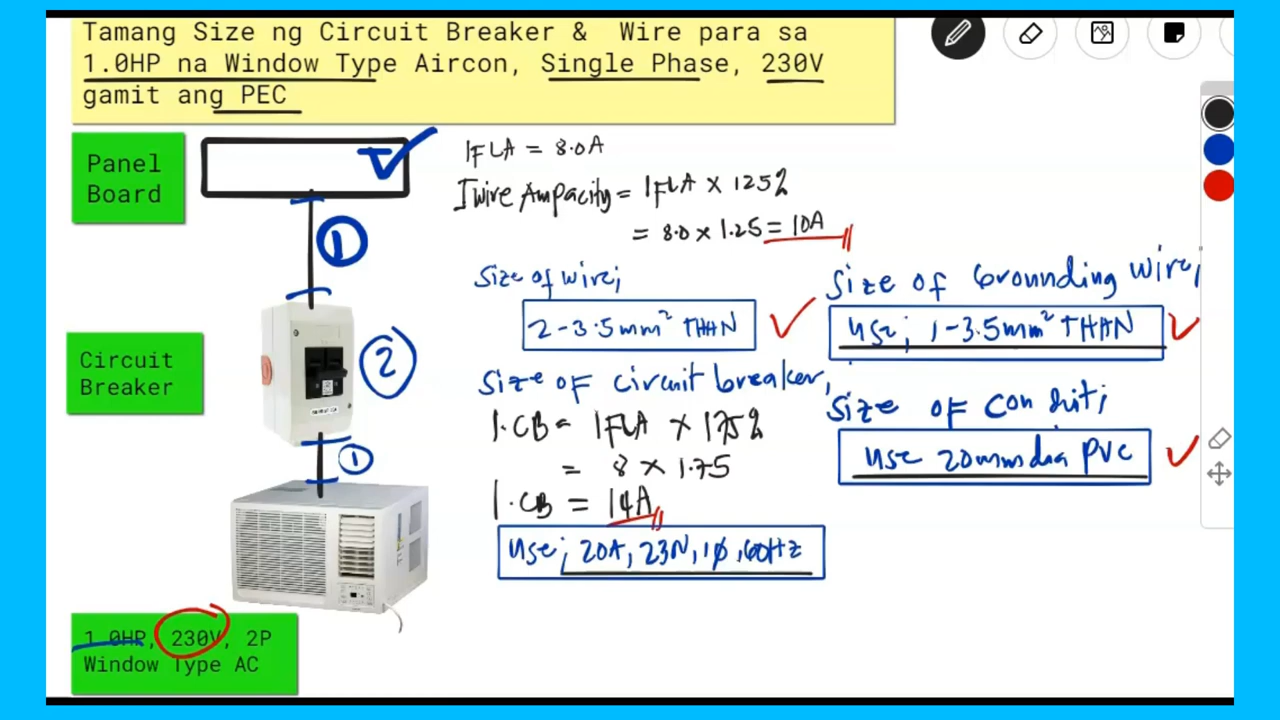 Tamang Size ng Circuit Breaker & Wire para sa
1.0HP na Window Type Aircon, Single Phase, 230V
gamit ang PEC
Panel
Board
1
Circuit
Breaker
2
1
1.0HP, 230V, 2P
Window Type AC
IFLA = 8.0A
Iwire Ampacity = IFLA x 125%
= 8.0 x 1.25 = 10A
Size of wire;
2-3.5mm² THHN
Size of circuit breaker;
I.CB = IFLA x 175%
= 8 x 1.75
I.CB = 14A
use; 20A, 230V, 1Ø, 60Hz
Size of Grounding wire;
use; 1-3.5mm² THHN
Size of Conduit;
use 20mmdia PVC